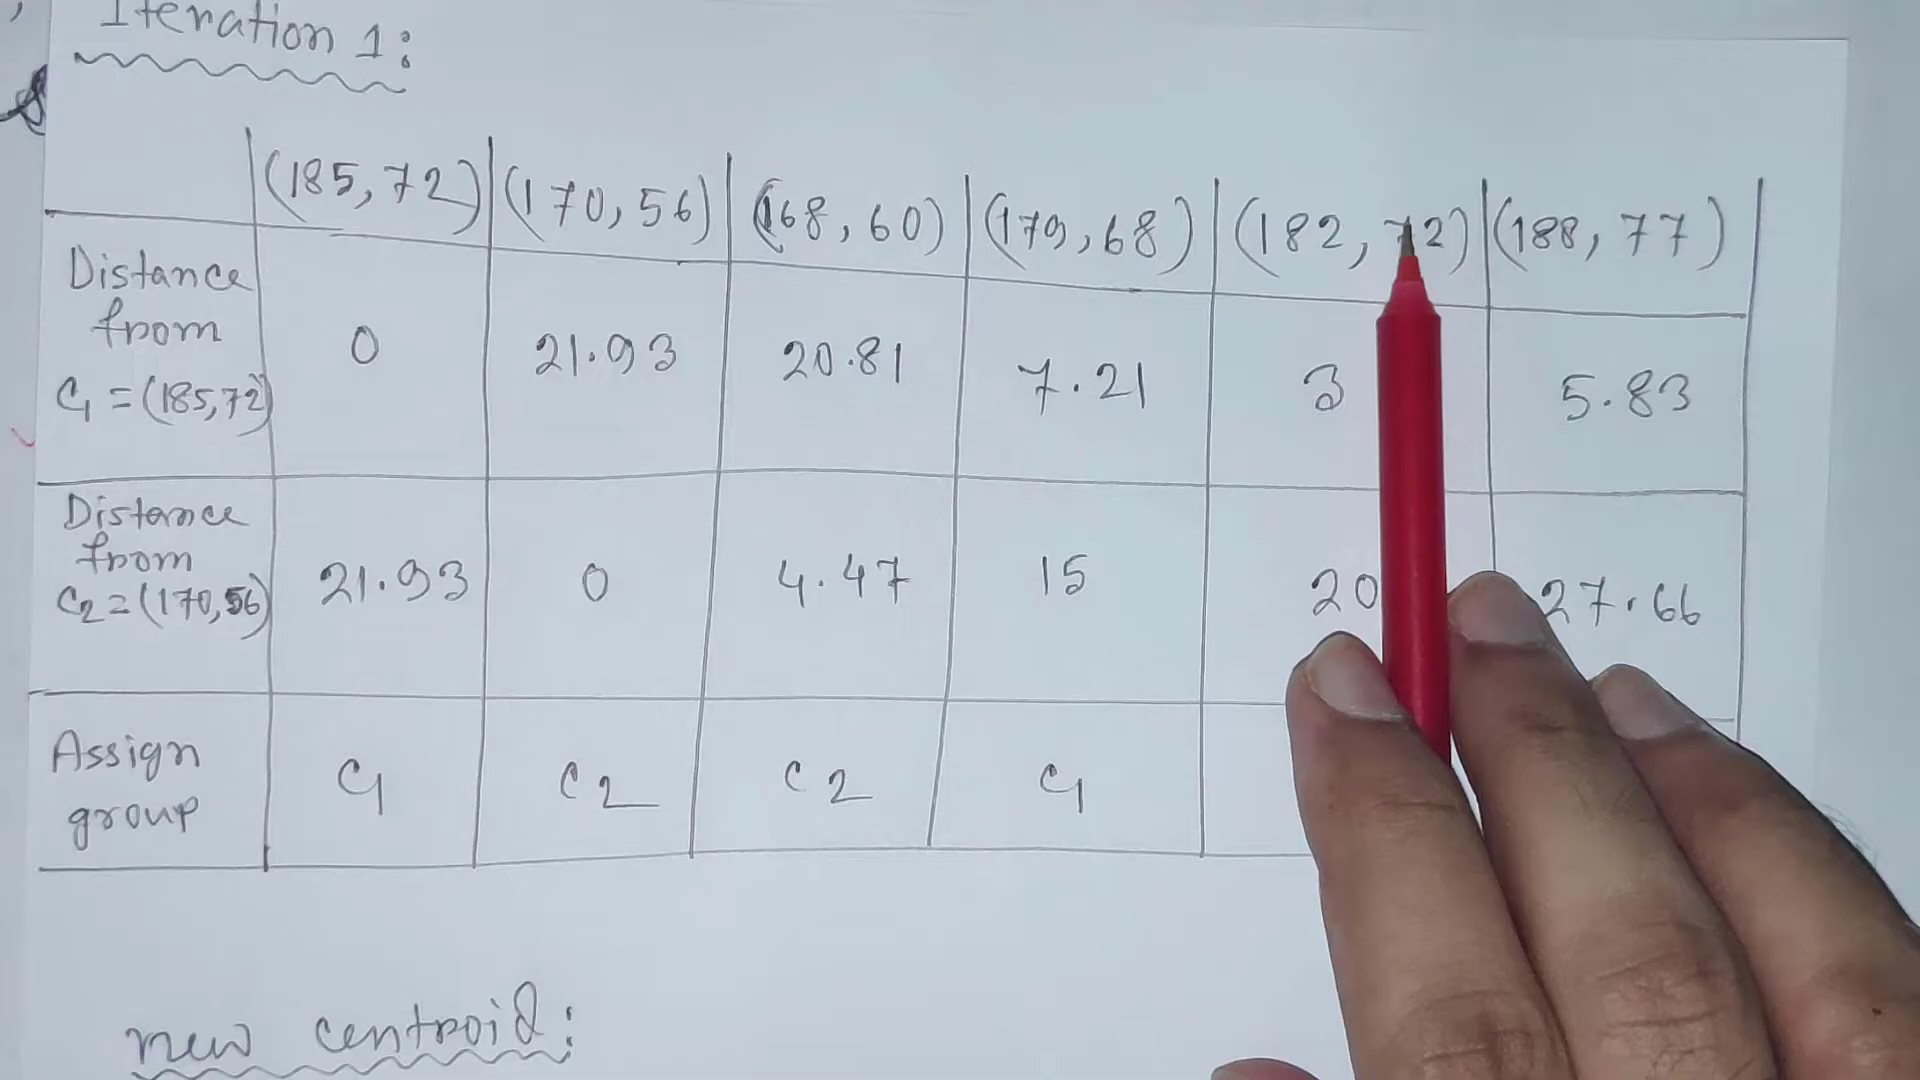 Iteration 1:
(185,72) (170,56) (168,60) (179,68) (182,72) (188,77)
Distance from C1=(185,72) 0 21.93 20.81 7.21 3 5.83
Distance from C2=(170,56) 21.93 0 4.47 15 20 27.66
Assign group C1 C2 C2 C1
new centroid: